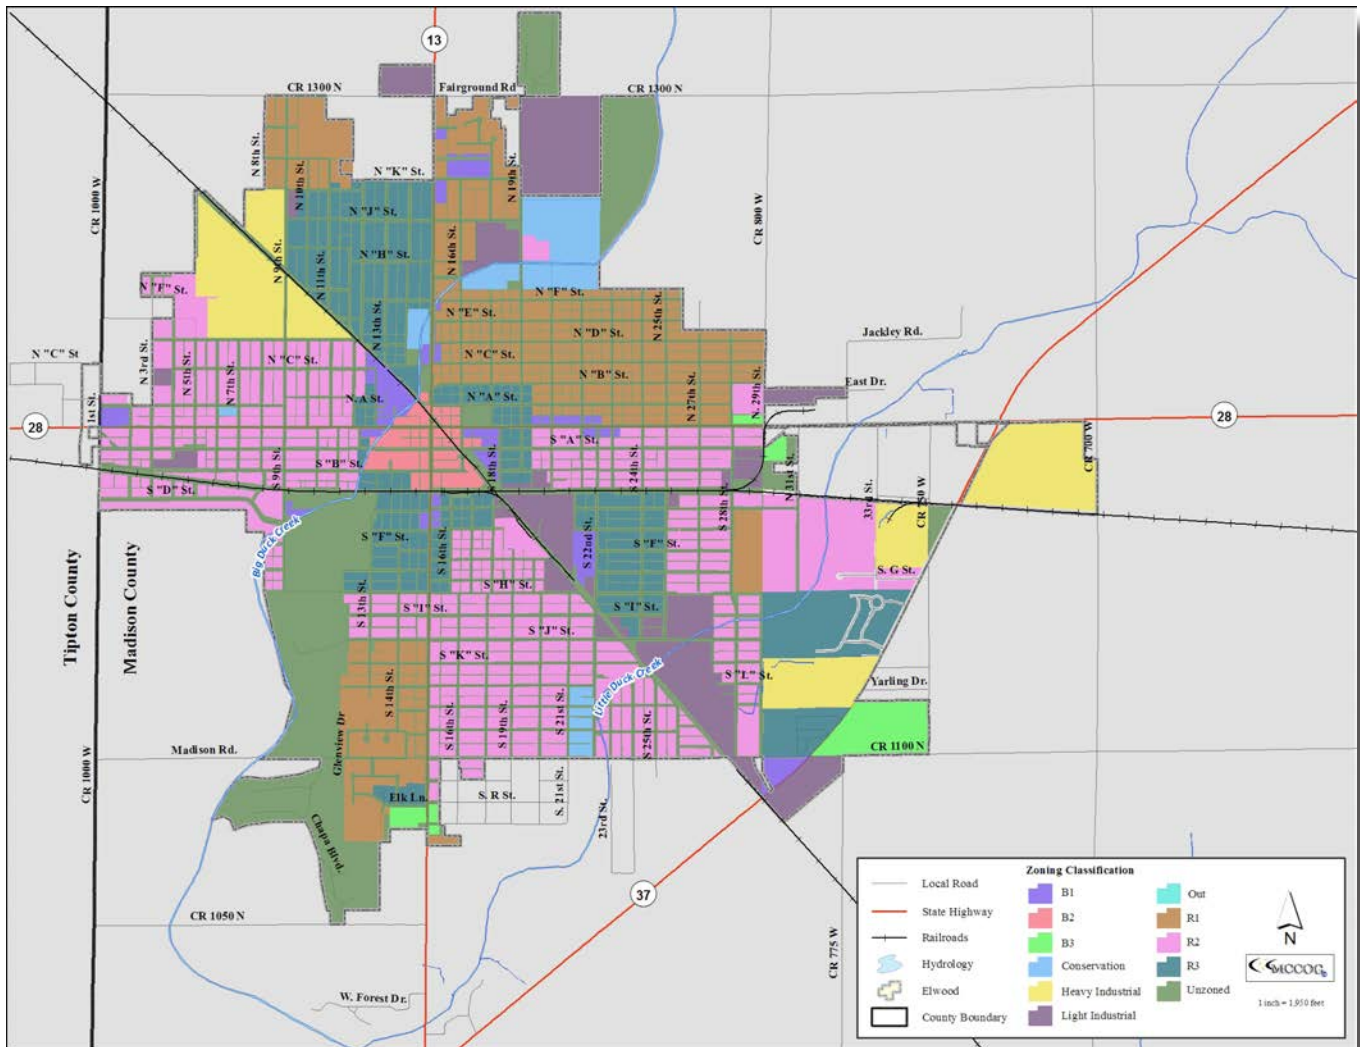 13
CR 1300 N
Fairground Rd
CR 1300 N
N 8th St.
N 10th St.
N "K" St.
N 19th St.
CR 1000 W
N "J" St.
CR 800 W
N 9th St.
N 11th St.
N "H" St.
N 16th St.
N "F" St.
N "F" St.
N 13th St.
N "E" St.
N "D" St.
N 25th St.
Jackley Rd.
N "C" St
N 3rd St.
N 5th St.
N 7th St.
N "C" St.
N "C" St.
N "B" St.
East Dr.
1st St.
N. A St.
N "A" St.
N 27th St.
N. 29th St.
28
28
S "A" St.
CR 700 W
S "B" St.
S 9th St.
S 18th St.
S 24th St.
S "D" St.
N 31st St.
33rd St.
CR 750 W
S 28th St.
Big Duck Creek
S "F" St.
S 16th St.
S 22nd St.
S "F" St.
S. G St.
Tipton County
Madison County
S "H" St.
S 13th St.
S "I" St.
S "I" St.
S "J" St.
S "K" St.
Little Duck Creek
S "L" St.
Yarling Dr.
S 14th St.
S 16th St.
S 19th St.
S 21st St.
S 25th St.
Glenview Dr
Madison Rd.
CR 1100 N
CR 1000 W
Elk Ln.
S. R St.
S. 21st St.
23rd St.
Chapa Blvd.
37
CR 1050 N
CR 775 W
W. Forest Dr.
Zoning Classification
Local Road
B1
Out
State Highway
B2
R1
Railroads
B3
R2
Hydrology
Conservation
R3
Elwood
Heavy Industrial
Unzoned
County Boundary
Light Industrial
N
MCCOG
1 inch = 1,950 feet